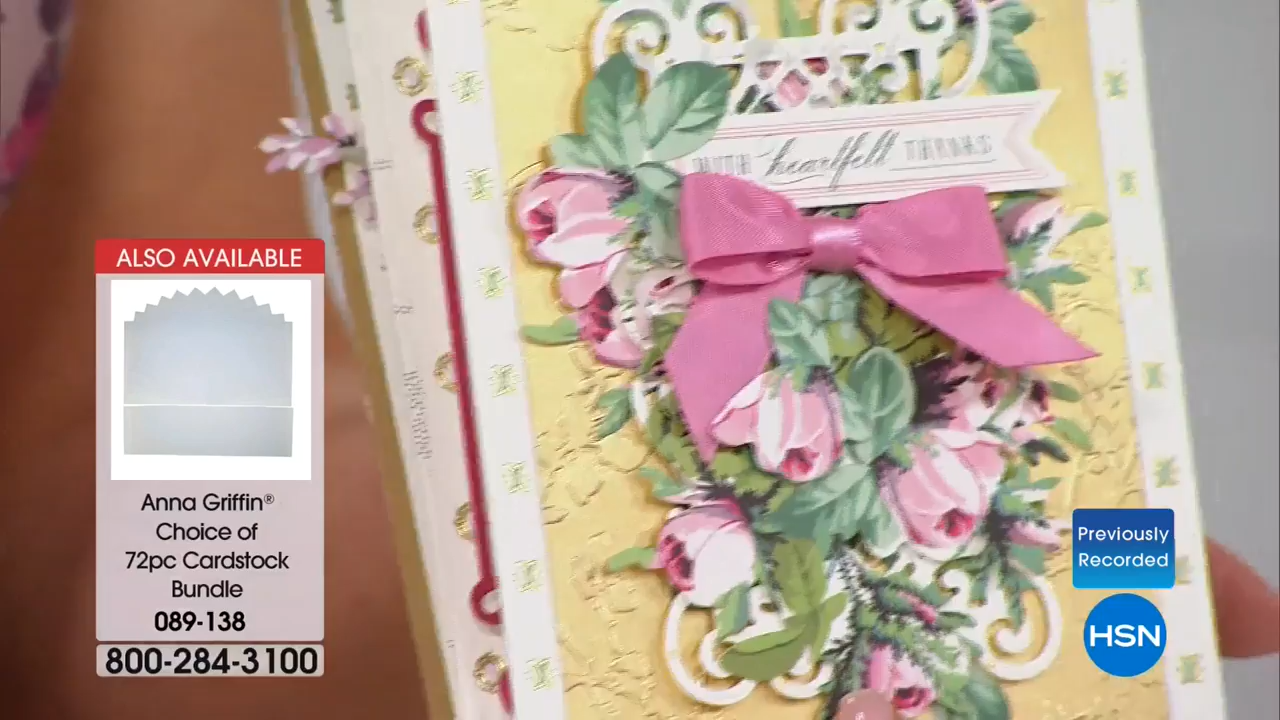 WITH heartfelt THANKS
ALSO AVAILABLE
Anna Griffin®
Choice of
72pc Cardstock
Bundle
089-138
800-284-3100
Previously
Recorded
HSN